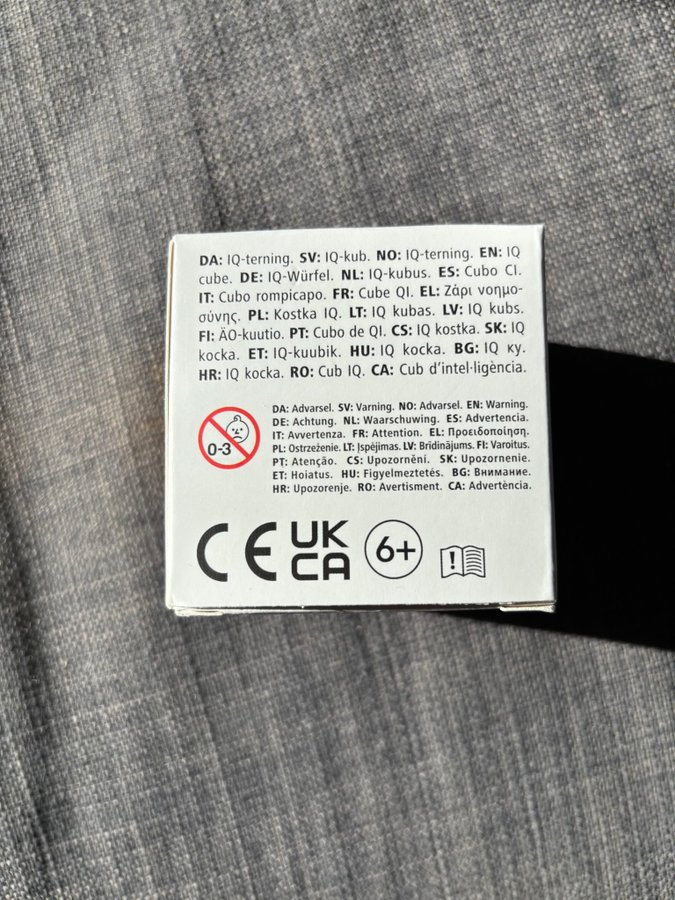 DA: IQ-terning. SV: IQ-kub. NO: IQ-terning. EN: IQ
cube. DE: IQ-Würfel. NL: IQ-kubus. ES: Cubo CI.
IT: Cubo rompicapo. FR: Cube QI. EL: Ζάρι νοημο-
σύνης. PL: Kostka IQ. LT: IQ kubas. LV: IQ kubs.
FI: ÄO-kuutio. PT: Cubo de QI. CS: IQ kostka. SK: IQ
kocka. ET: IQ-kuubik. HU: IQ kocka. BG: IQ ку.
HR: IQ kocka. RO: Cub IQ. CA: Cub d’intel·ligència.
0-3
DA: Advarsel. SV: Varning. NO: Advarsel. EN: Warning.
DE: Achtung. NL: Waarschuwing. ES: Advertencia.
IT: Avvertenza. FR: Attention. EL: Προειδοποίηση.
PL: Ostrzeżenie. LT: Įspėjimas. LV: Brīdinājums. FI: Varoitus.
PT: Atenção. CS: Upozornění. SK: Upozornenie.
ET: Hoiatus. HU: Figyelmeztetés. BG: Внимание.
HR: Upozorenje. RO: Avertisment. CA: Advertència.
CE UK CA 6+ !